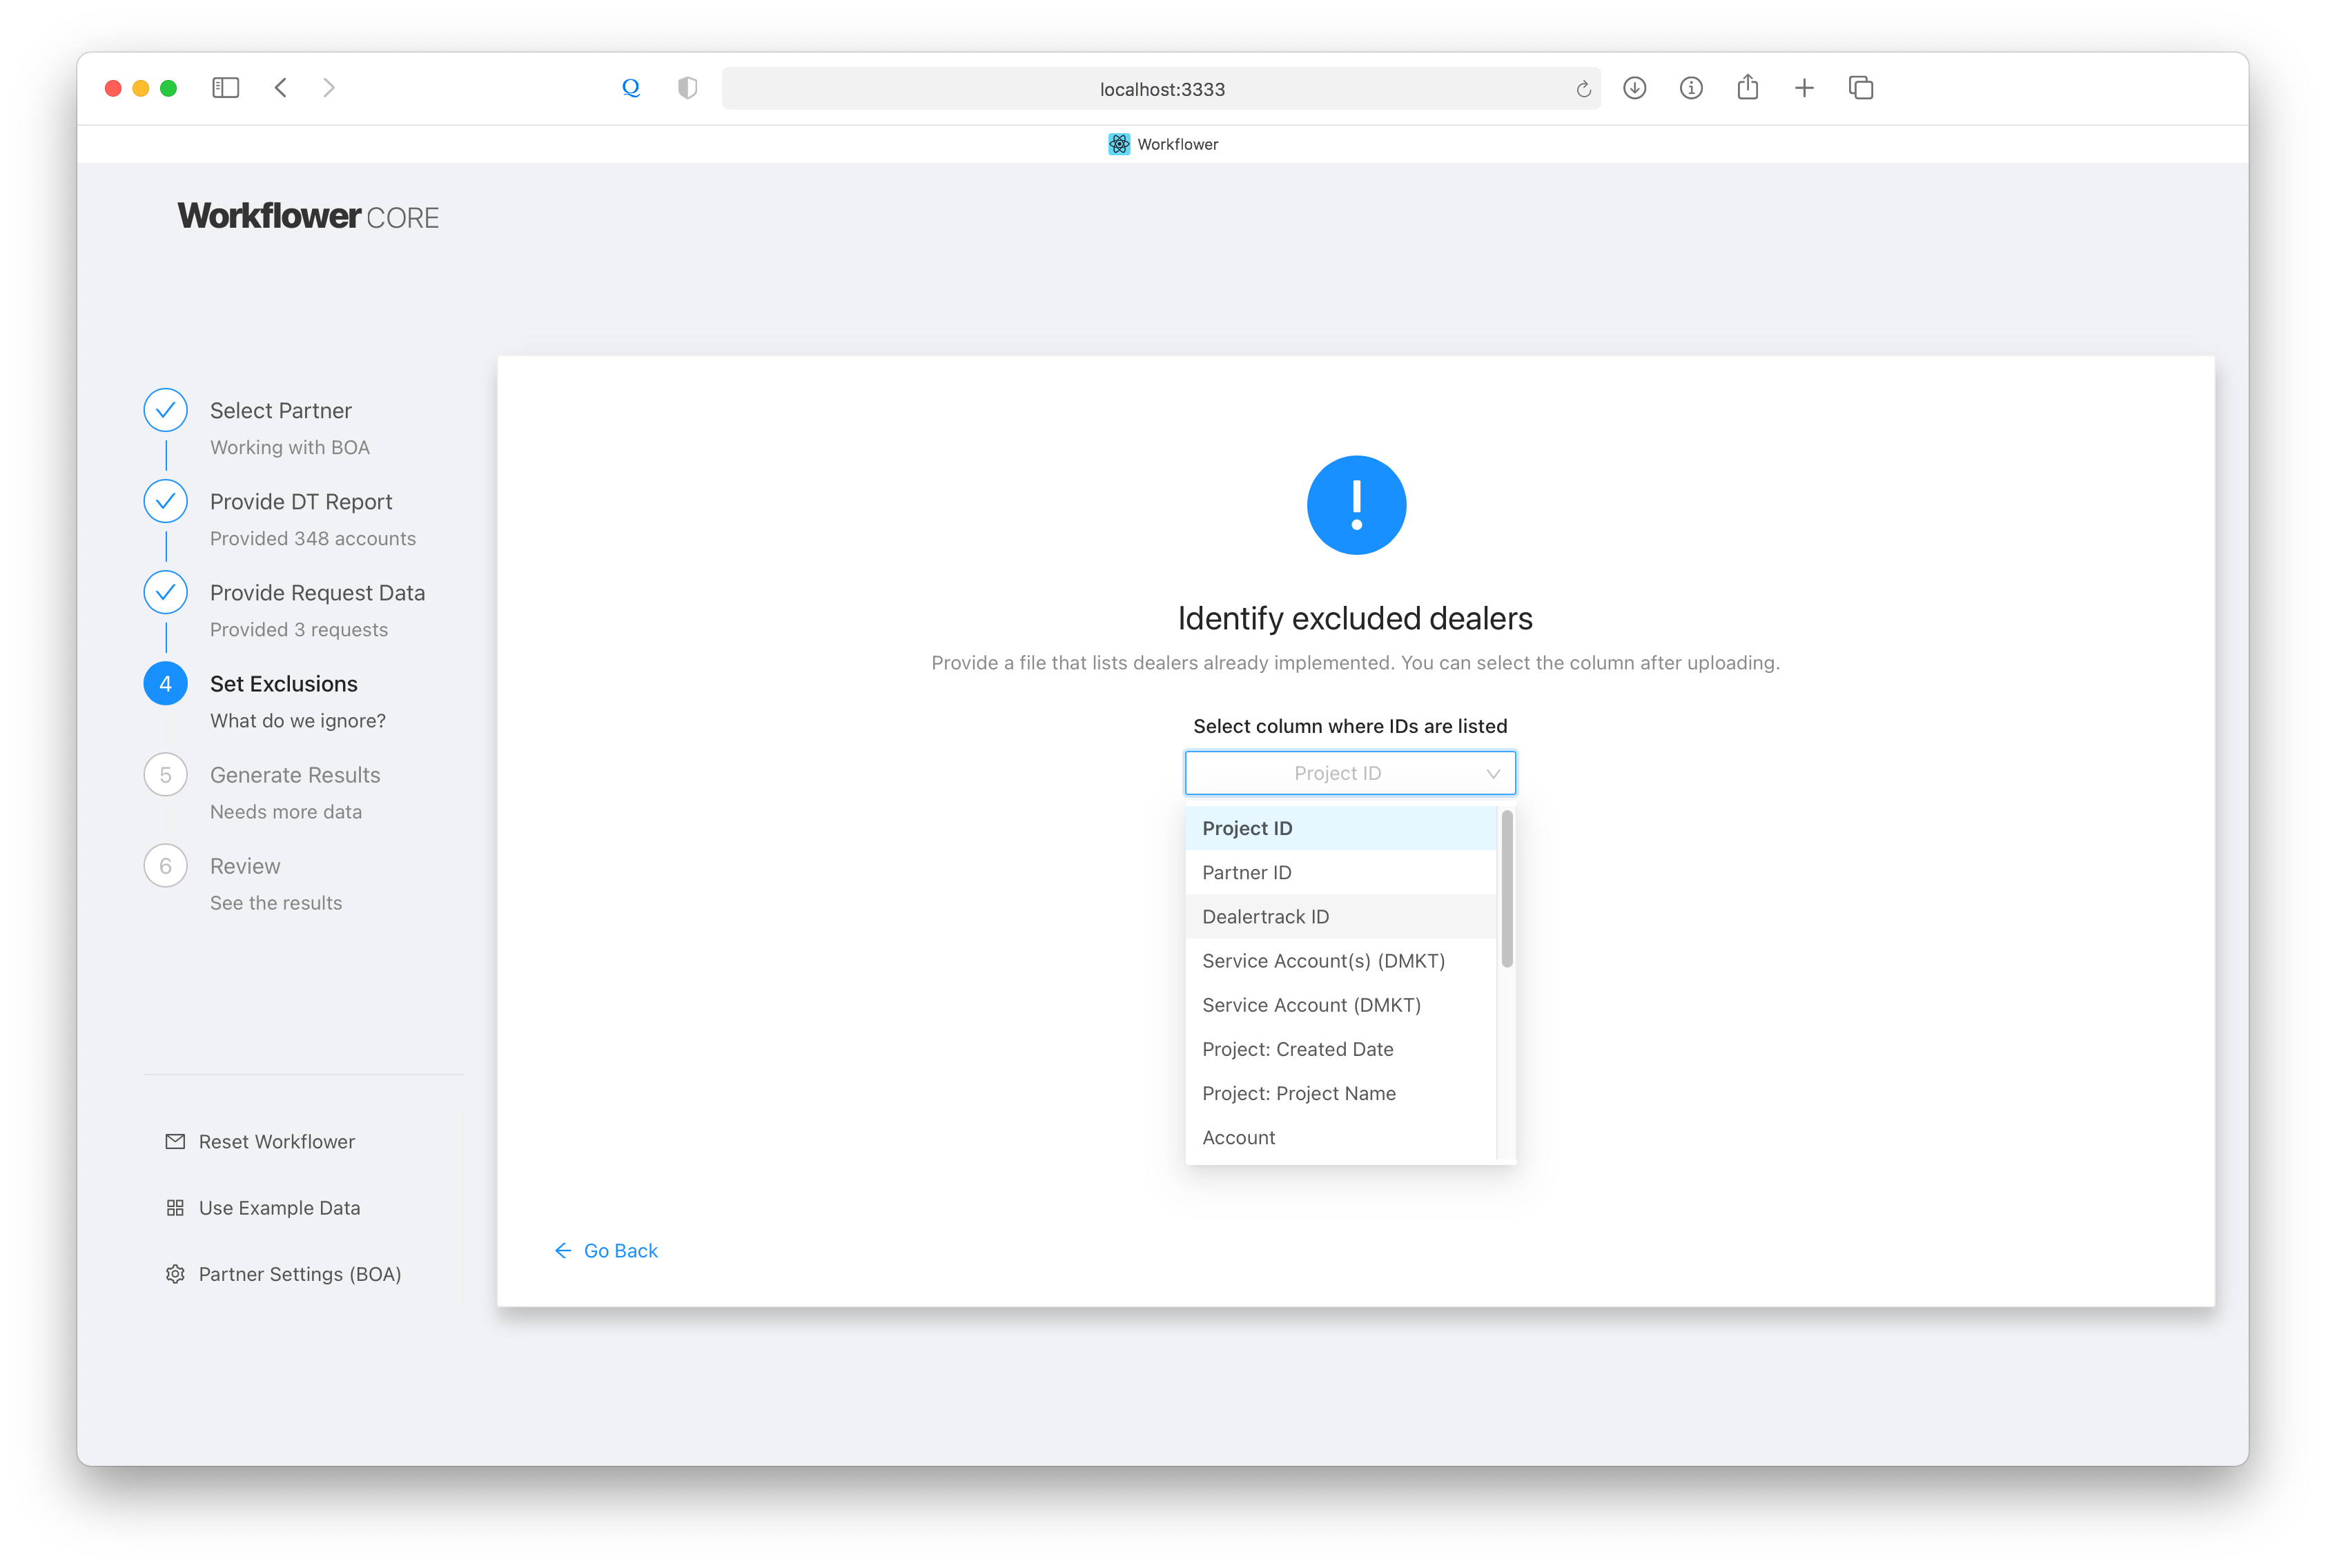 localhost:3333
Workflower
Workflower CORE
Select Partner
Working with BOA
Provide DT Report
Provided 348 accounts
Provide Request Data
Provided 3 requests
4
Set Exclusions
What do we ignore?
5
Generate Results
Needs more data
6
Review
See the results
Reset Workflower
Use Example Data
Partner Settings (BOA)
Identify excluded dealers
Provide a file that lists dealers already implemented. You can select the column after uploading.
Select column where IDs are listed
Project ID
Project ID
Partner ID
Dealertrack ID
Service Account(s) (DMKT)
Service Account (DMKT)
Project: Created Date
Project: Project Name
Account
Go Back